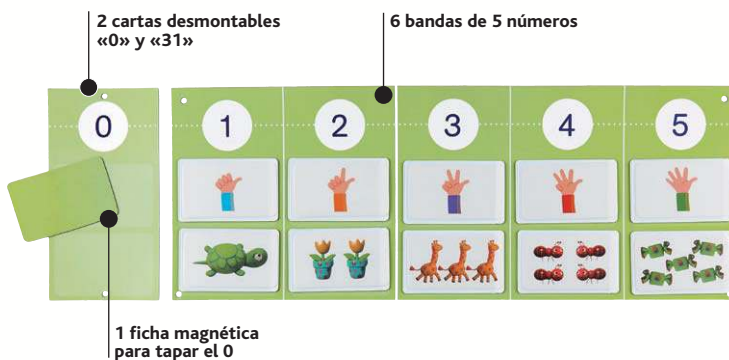 2 cartas desmontables
«0» y «31»
6 bandas de 5 números
0
1
2
3
4
5
1 ficha magnética
para tapar el 0